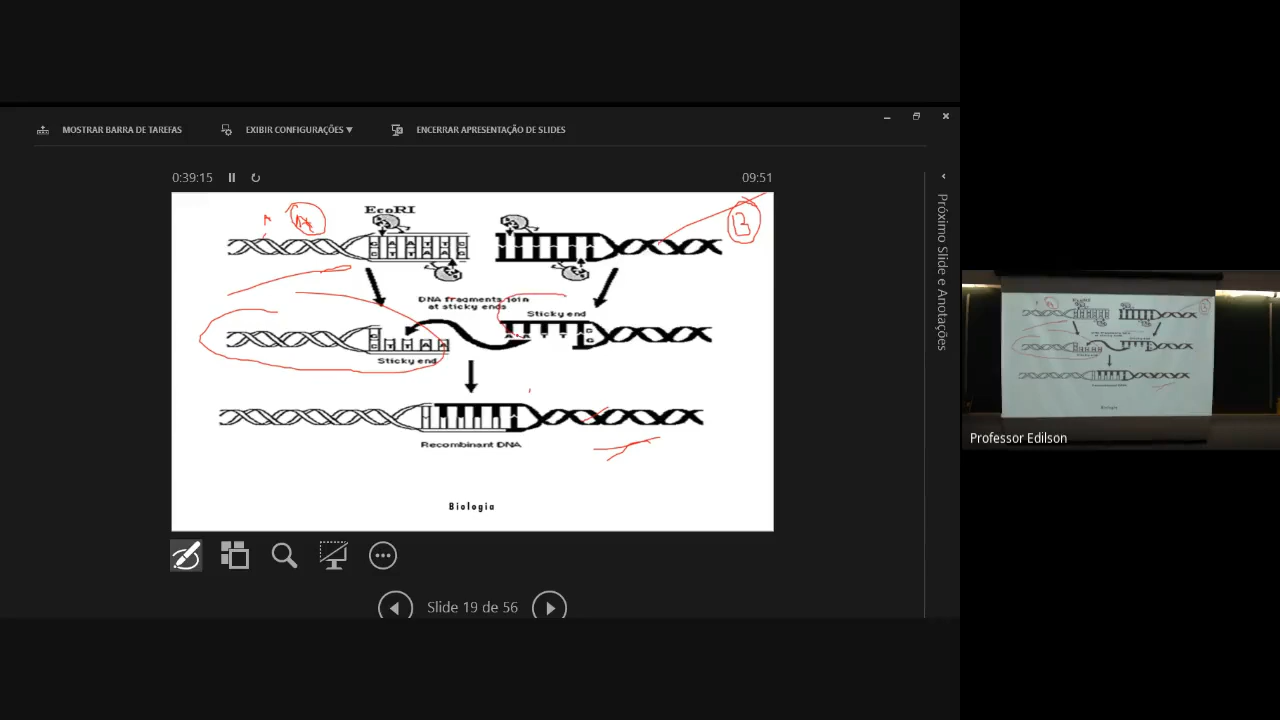 MOSTRAR BARRA DE TAREFAS EXIBIR CONFIGURAÇÕES ▼ ENCERRAR APRESENTAÇÃO DE SLIDES
0:39:15 09:51
Próximo Slide e Anotações
A B
EcoRI
DNA fragments join
at sticky ends
Sticky end
Sticky end
Recombinant DNA
Biologia
Slide 19 de 56
Professor Edilson